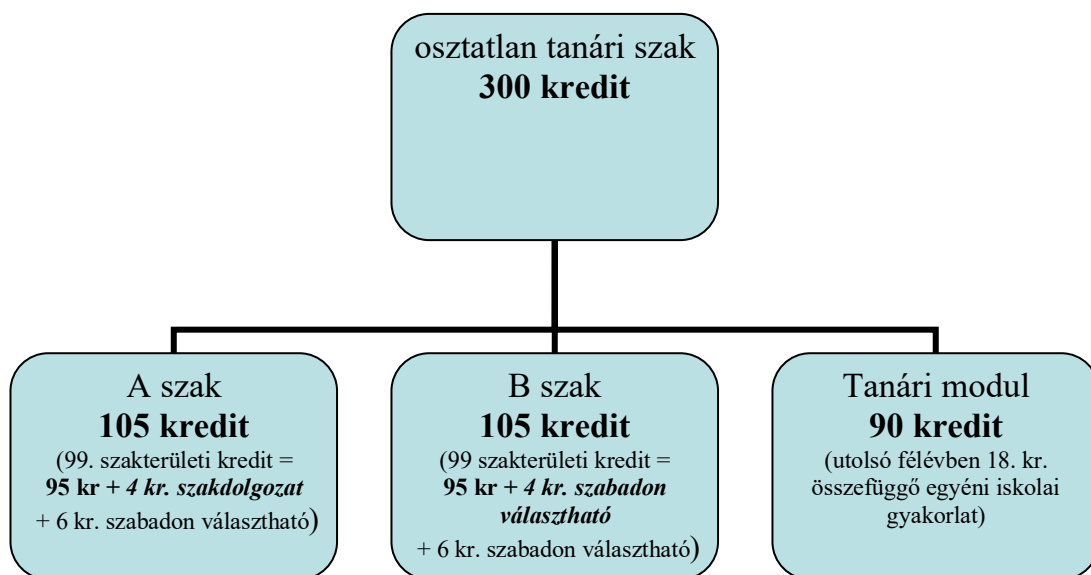 osztatlan tanári szak
300 kredit
A szak
105 kredit
(99. szakterületi kredit =
95 kr + 4 kr. szakdolgozat
+ 6 kr. szabadon választható)
B szak
105 kredit
(99 szakterületi kredit =
95 kr + 4 kr. szabadon
választható
+ 6 kr. szabadon választható)
Tanári modul
90 kredit
(utolsó félévben 18. kr.
összefüggő egyéni iskolai
gyakorlat)